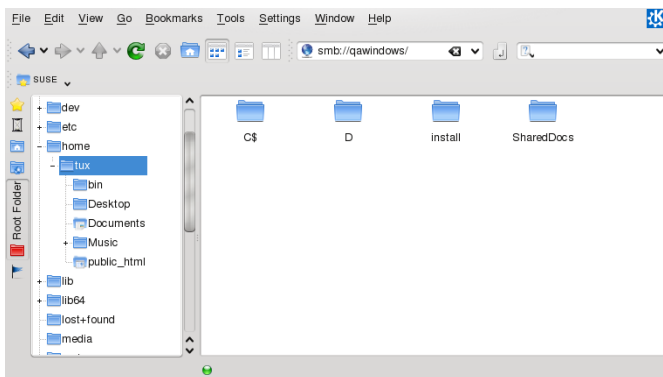 File Edit View Go Bookmarks Tools Settings Window Help
smb://qawindows/
SUSE
Root Folder
dev
etc
home
tux
bin
Desktop
Documents
Music
public_html
lib
lib64
lost+found
media
C$
D
install
SharedDocs